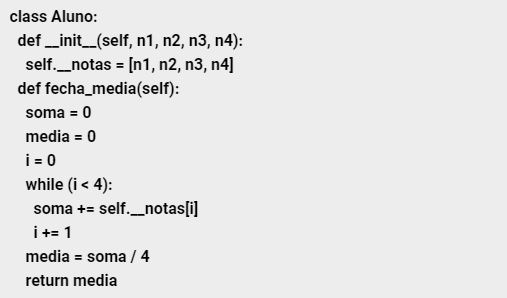 class Aluno:
def __init__(self, n1, n2, n3, n4):
self.__notas = [n1, n2, n3, n4]
def fecha_media(self):
soma = 0
media = 0
i = 0
while (i < 4):
soma += self.__notas[i]
i += 1
media = soma / 4
return media